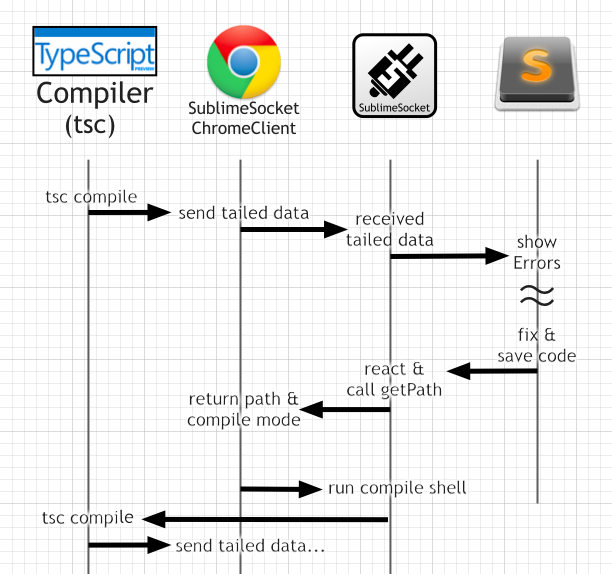 TypeScript
PREVIEW
Compiler
(tsc)
SublimeSocket
ChromeClient
SublimeSocket
S
tsc compile
send tailed data
received
tailed data
show
Errors
fix &
save code
react &
call getPath
return path &
compile mode
run compile shell
tsc compile
send tailed data...